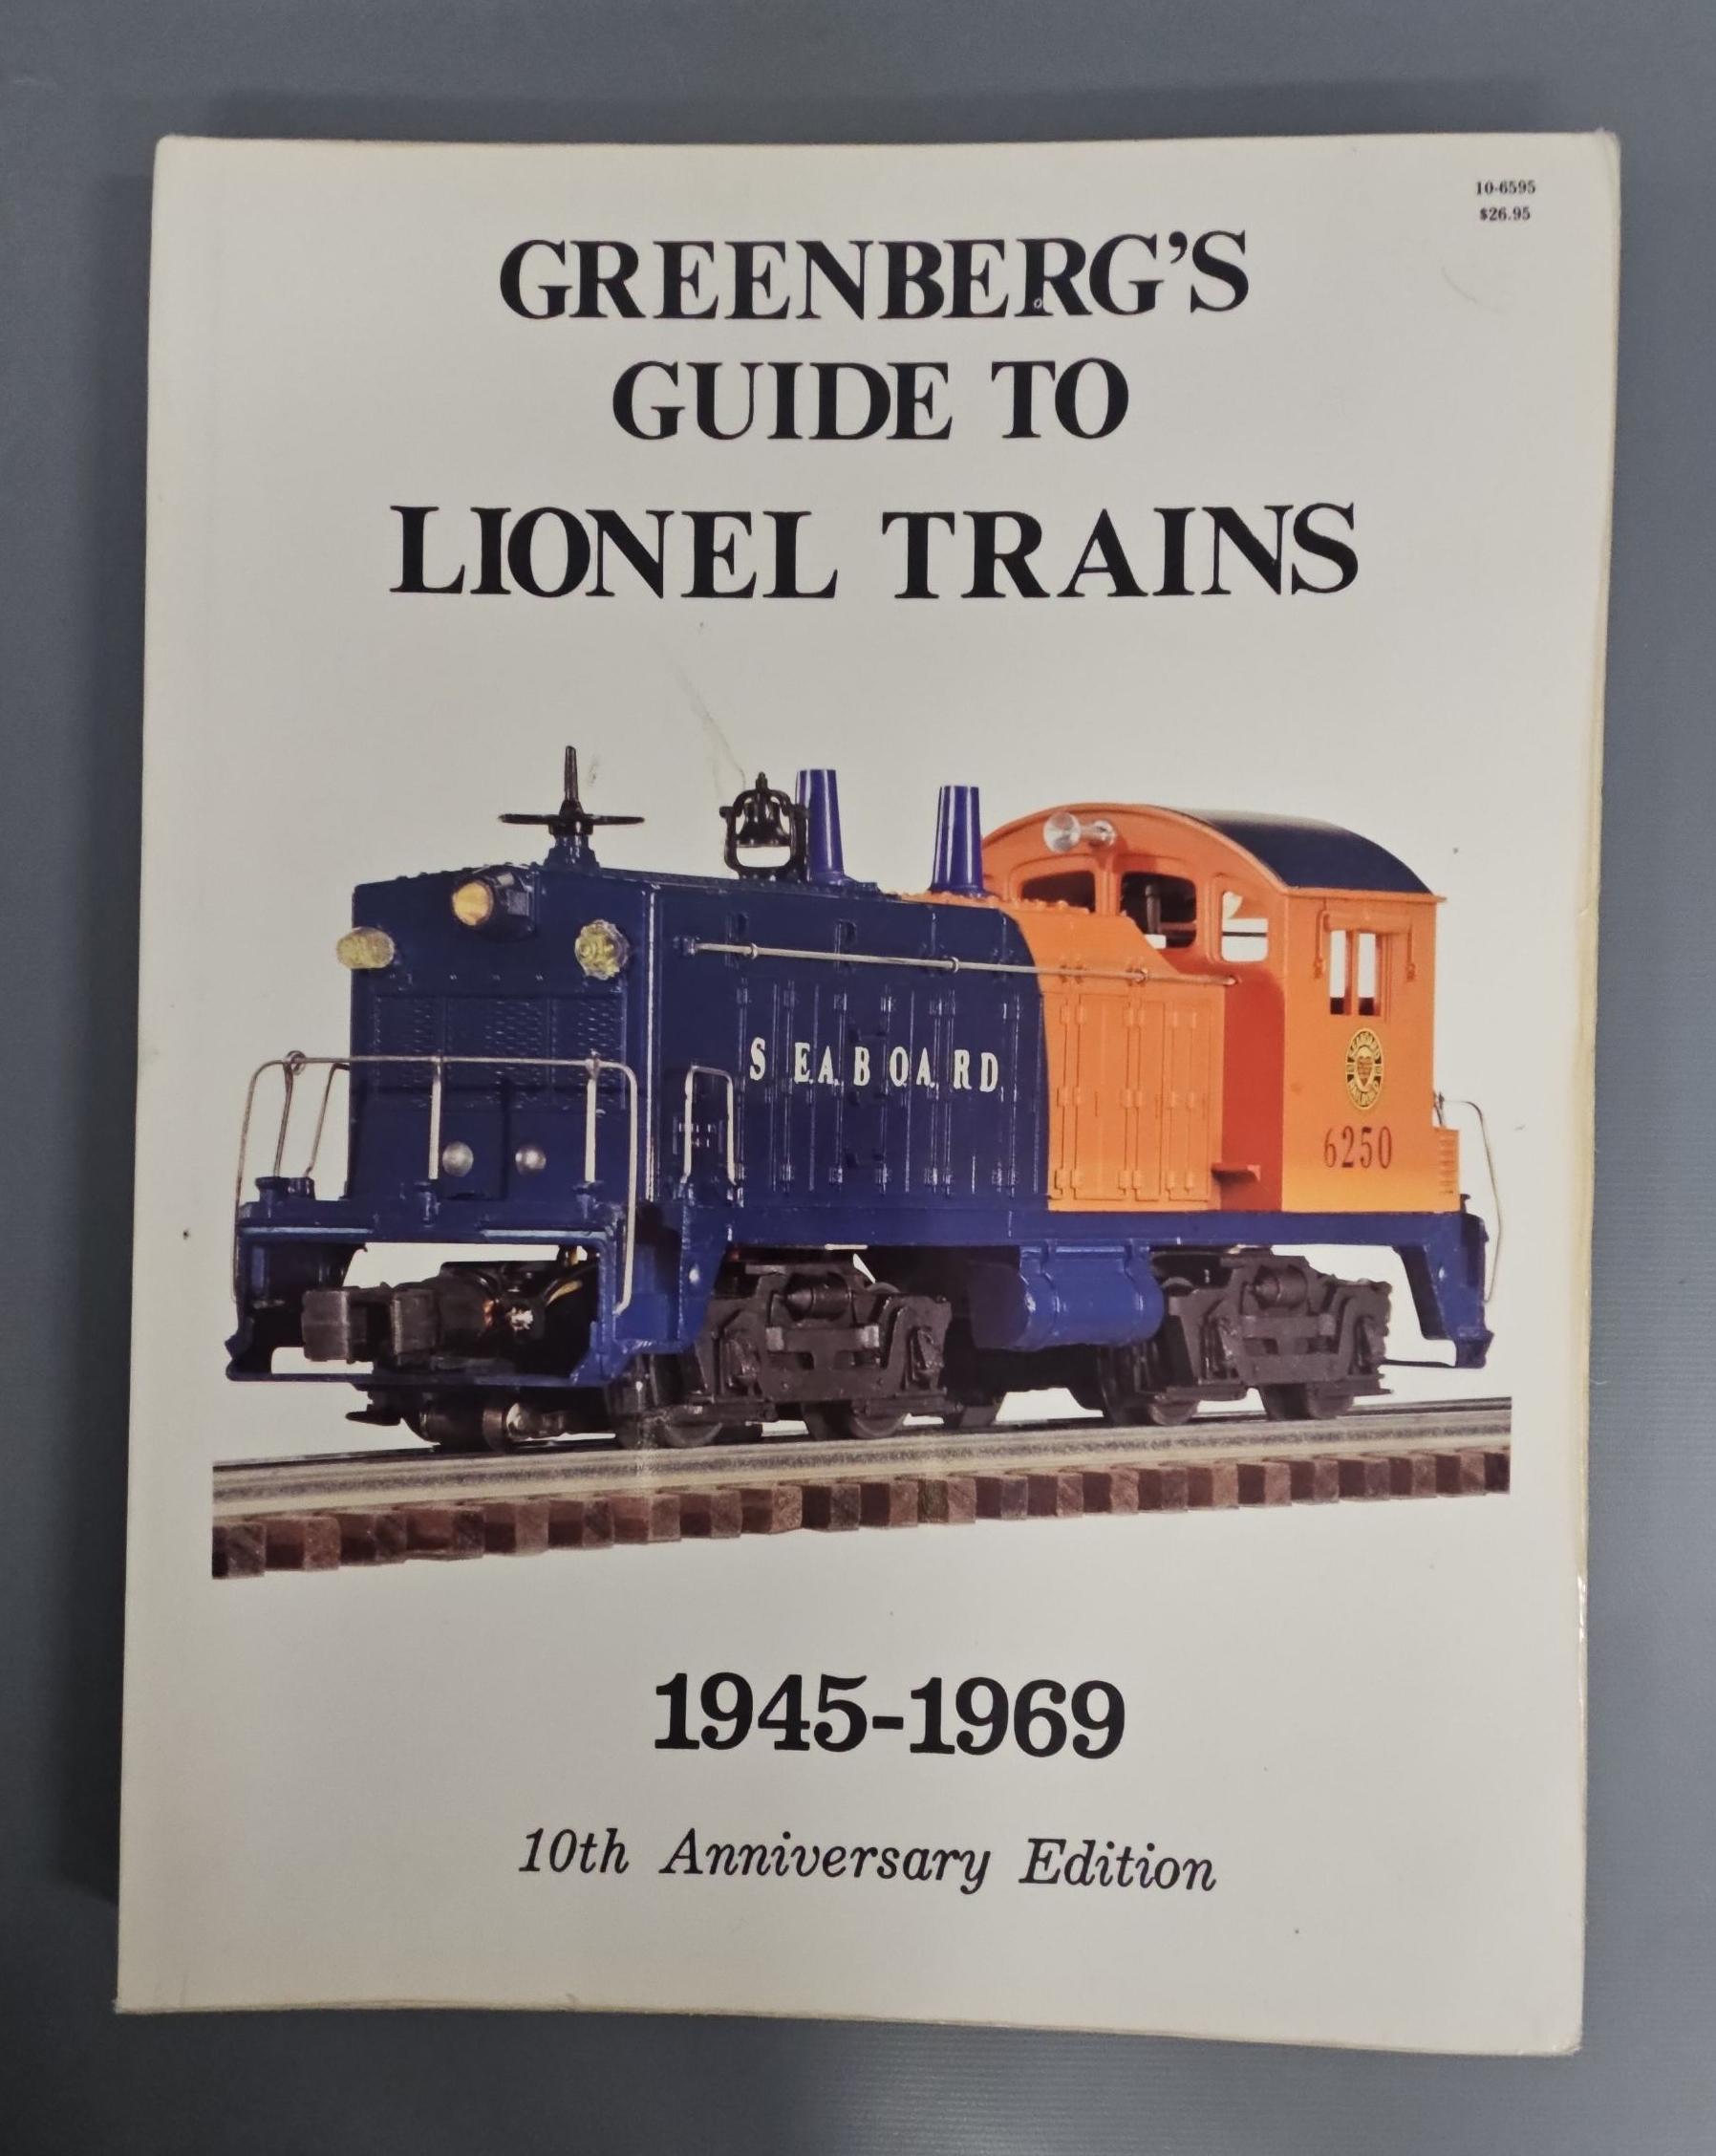 10-6595
$26.95
GREENBERG'S
GUIDE TO
LIONEL TRAINS
SEABOARD
6250
1945-1969
10th Anniversary Edition